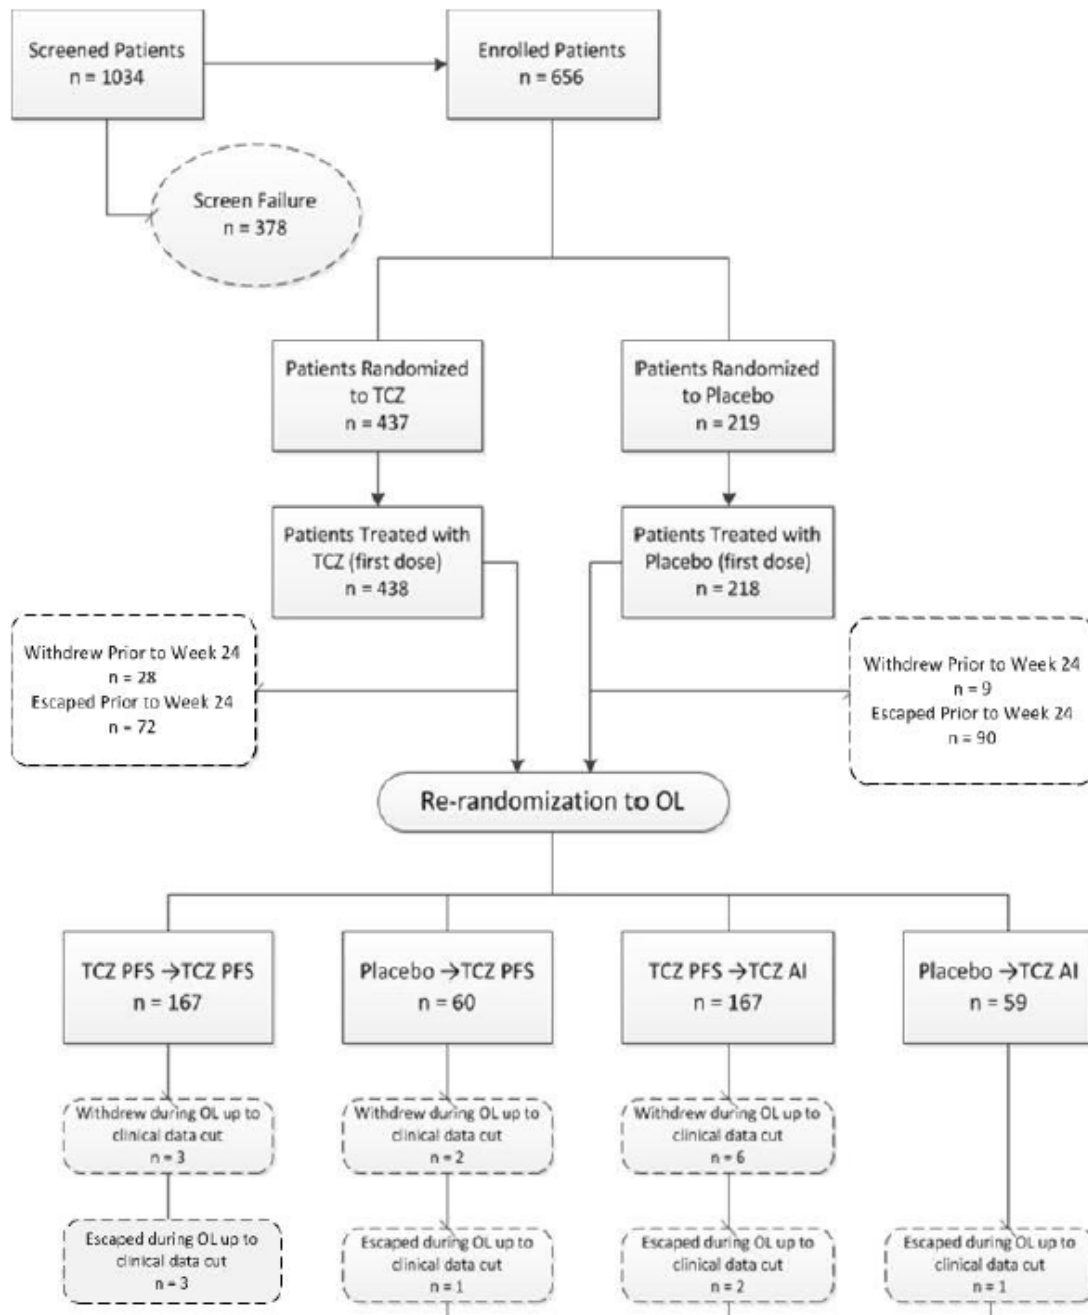 Screened Patients
n = 1034
Enrolled Patients
n = 656
Screen Failure
n = 378
Patients Randomized
to TCZ
n = 437
Patients Randomized
to Placebo
n = 219
Patients Treated with
TCZ (first dose)
n = 438
Patients Treated with
Placebo (first dose)
n = 218
Withdrew Prior to Week 24
n = 28
Escaped Prior to Week 24
n = 72
Withdrew Prior to Week 24
n = 9
Escaped Prior to Week 24
n = 90
Re-randomization to OL
TCZ PFS →TCZ PFS
n = 167
Placebo →TCZ PFS
n = 60
TCZ PFS →TCZ AI
n = 167
Placebo →TCZ AI
n = 59
Withdrew during OL up to
clinical data cut
n = 3
Withdrew during OL up to
clinical data cut
n = 2
Withdrew during OL up to
clinical data cut
n = 6
Escaped during OL up to
clinical data cut
n = 3
Escaped during OL up to
clinical data cut
n = 1
Escaped during OL up to
clinical data cut
n = 2
Escaped during OL up to
clinical data cut
n = 1